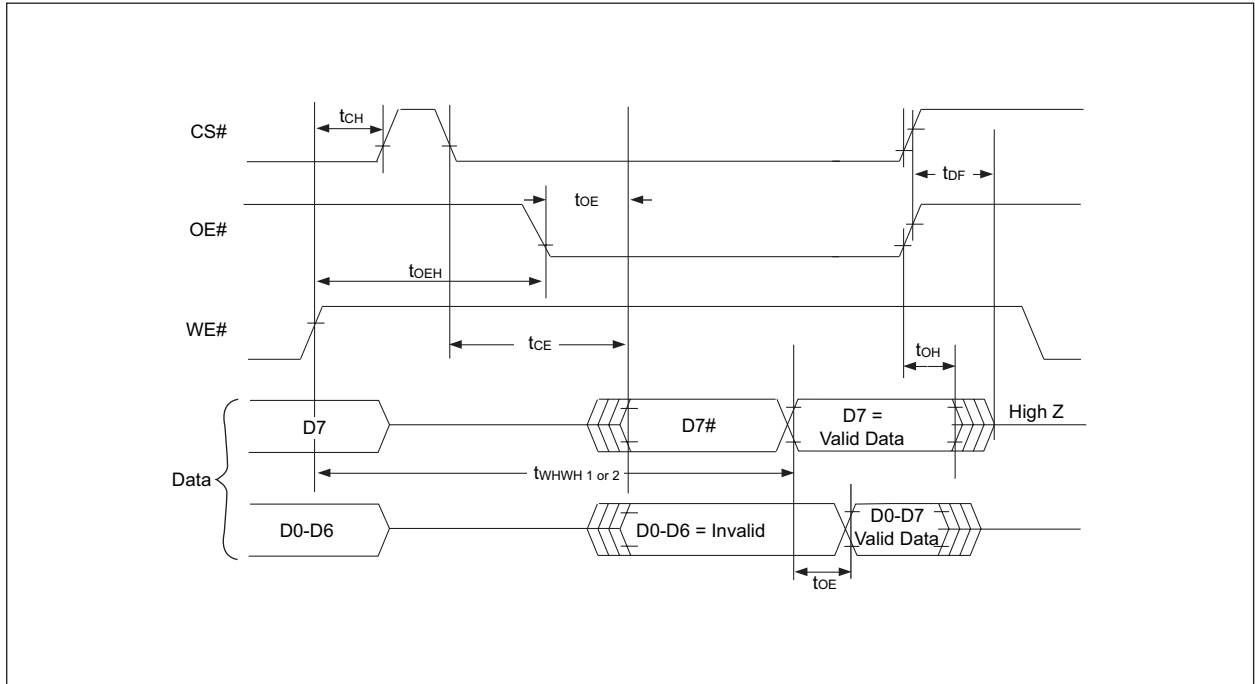 CS#
tCH
tDF
OE#
tOE
tOEH
WE#
tCE
tOH
D7
D7#
D7 =
Valid Data
High Z
Data
tWHWH 1 or 2
D0-D6
D0-D6 = Invalid
D0-D7
Valid Data
tOE